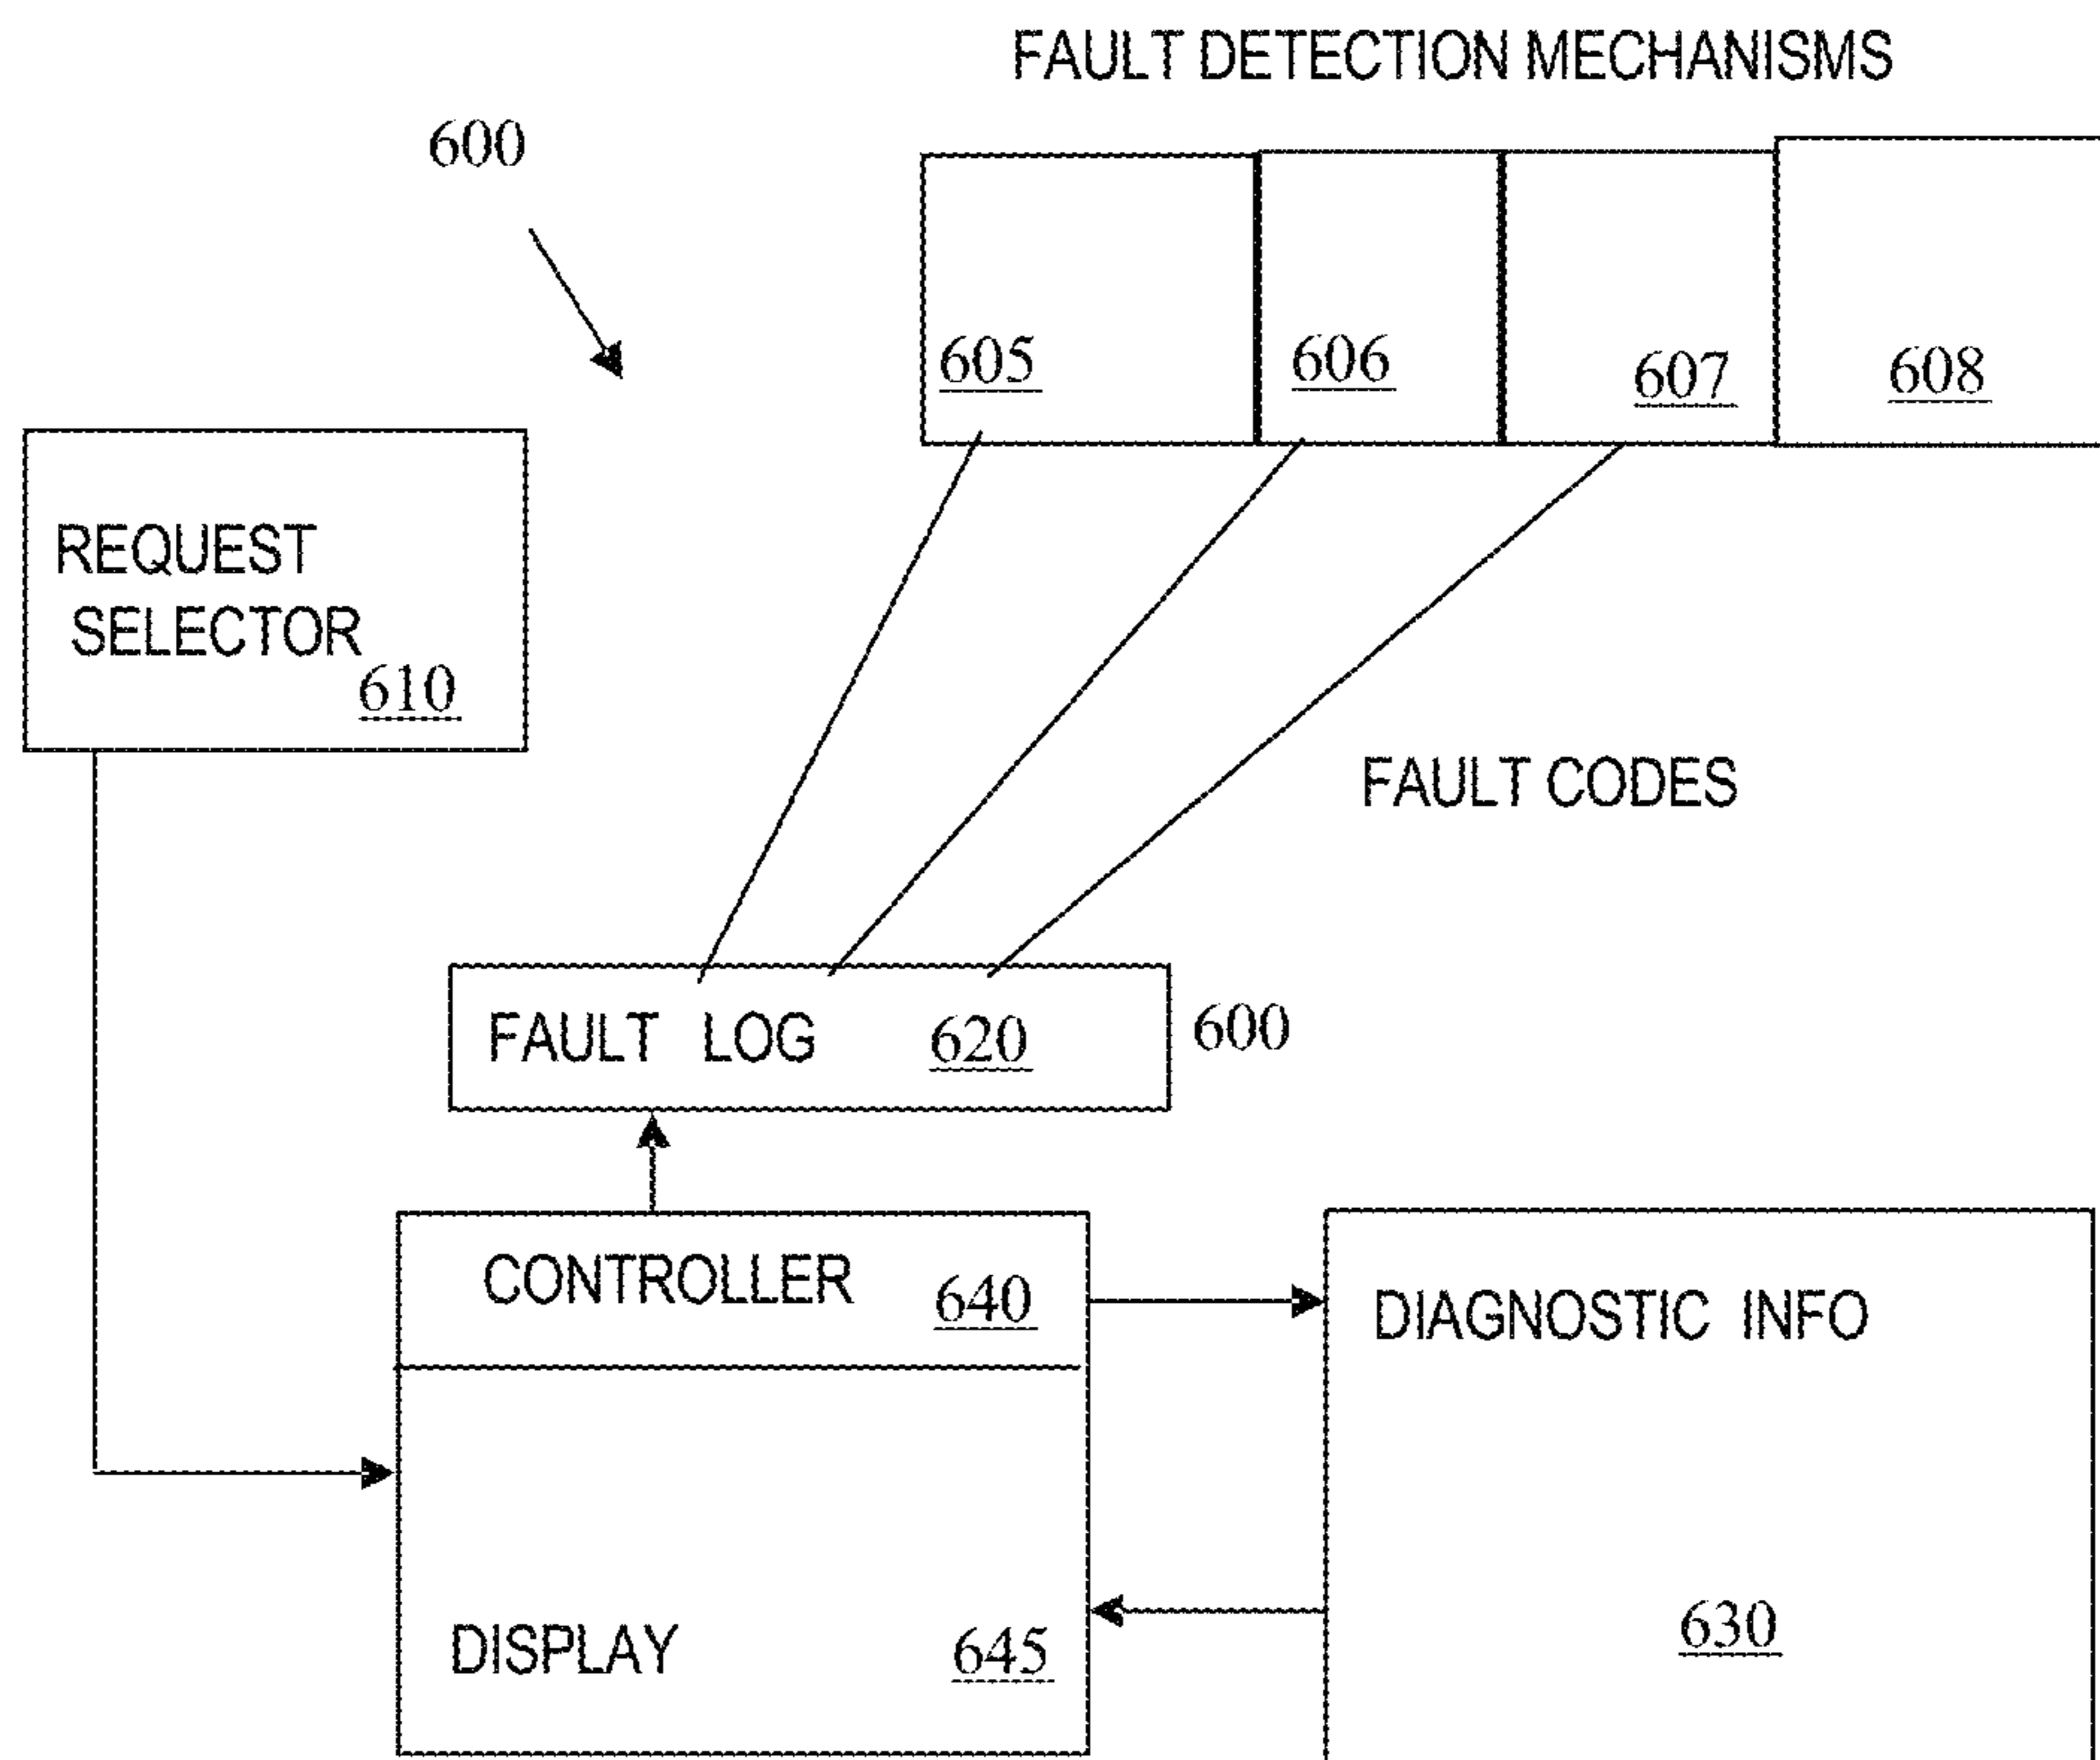 FAULT DETECTION MECHANISMS
600
605
606
607
608
REQUEST
SELECTOR
610
FAULT CODES
FAULT LOG 620
600
CONTROLLER 640
DIAGNOSTIC INFO
630
DISPLAY 645